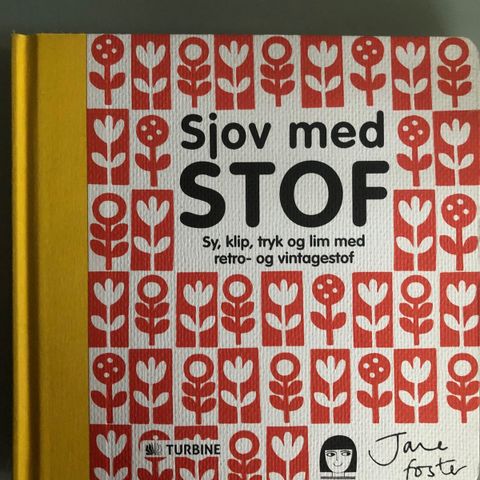 Sjov med
STOF
Sy, klip, tryk og lim med
retro- og vintagestof
TURBINE
Jane
foster